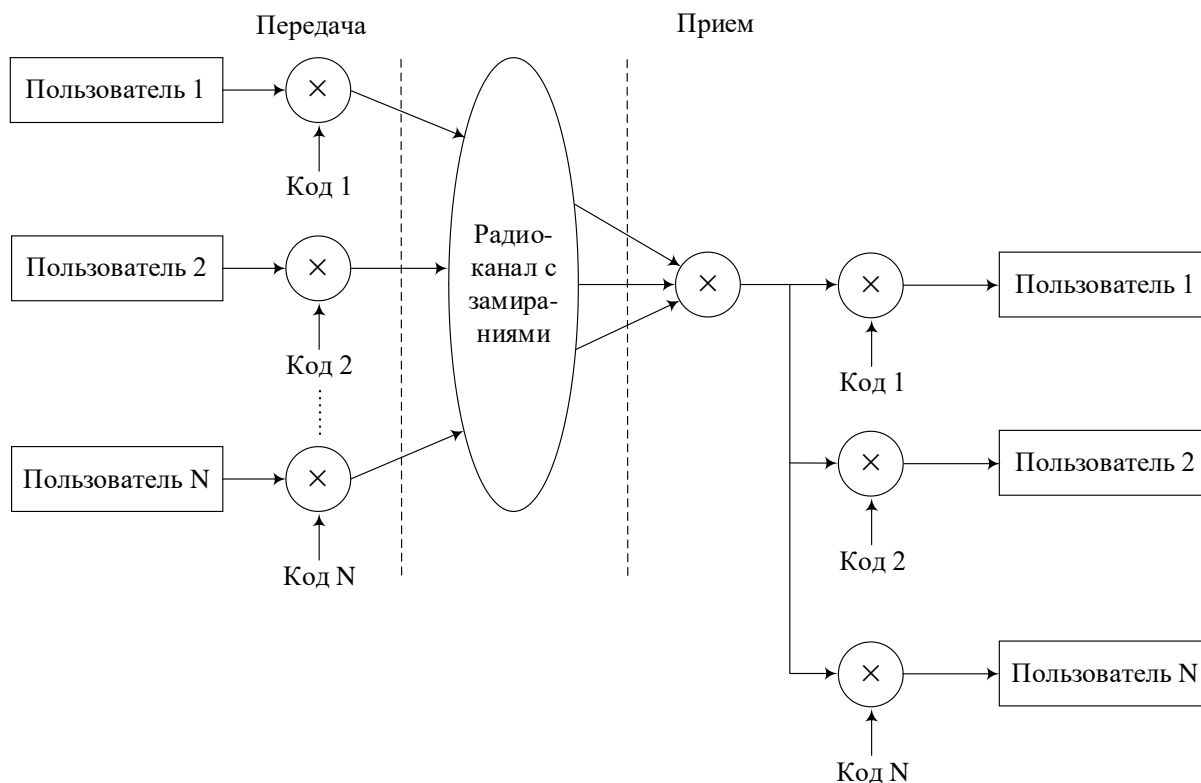 Передача
Прием
Пользователь 1
×
Код 1
Пользователь 2
×
Код 2
Пользователь N
×
Код N
Радио-
канал с
замира-
ниями
×
×
Пользователь 1
Код 1
×
Пользователь 2
Код 2
×
Пользователь N
Код N